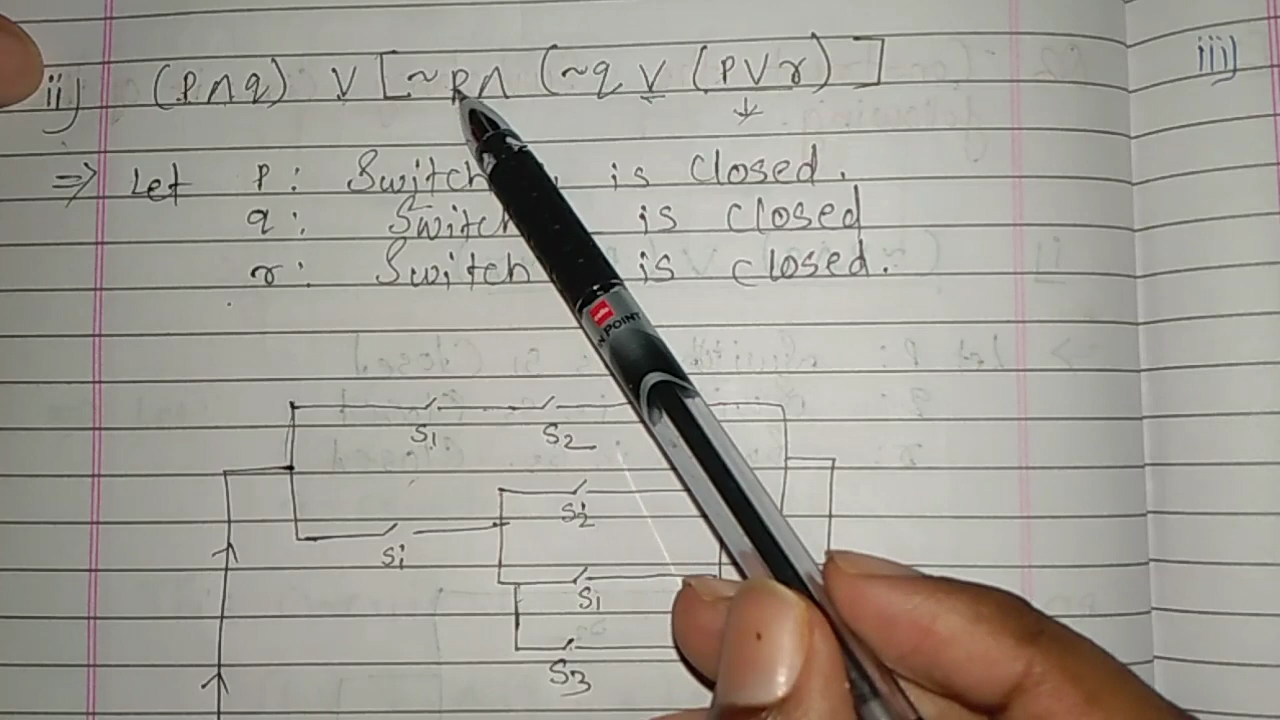 ii) (P∧q) ∨ [~P∧ (~q ∨ (P∨r) ]
iii)
⇒ Let P: Switch is Closed.
q: Switch is closed
r: Switch is closed.
POINT
S1 S2
S2'
S1'
S1
S3